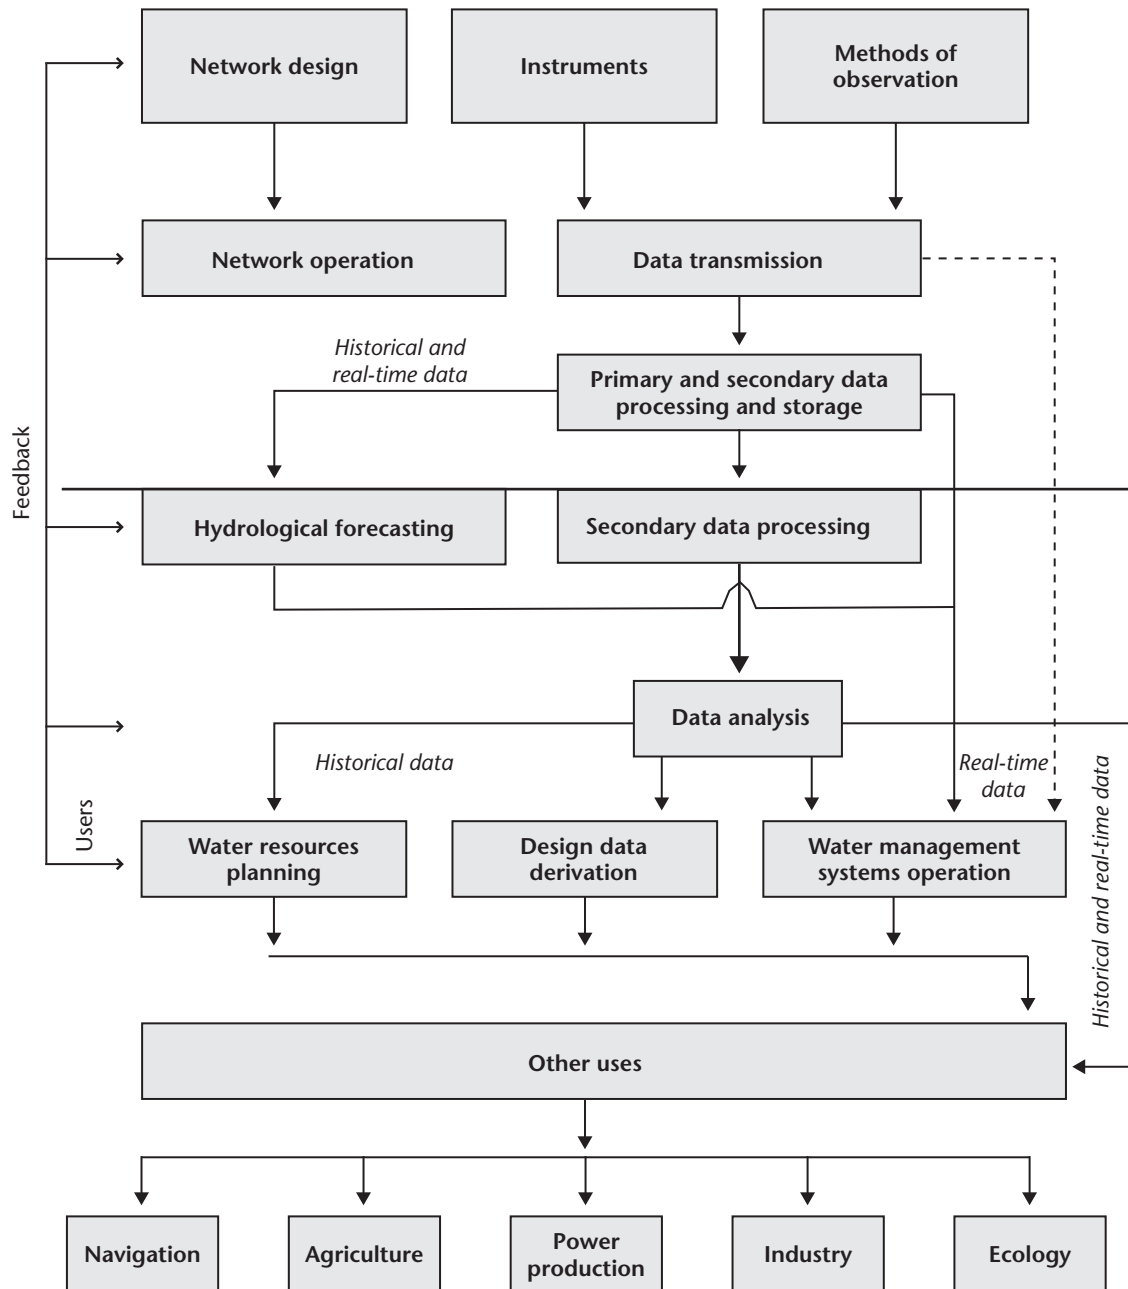 Network design
Instruments
Methods of
observation
Network operation
Data transmission
Historical and
real-time data
Primary and secondary data
processing and storage
Feedback
Hydrological forecasting
Secondary data processing
Data analysis
Historical data
Real-time
data
Historical and real-time data
Users
Water resources
planning
Design data
derivation
Water management
systems operation
Other uses
Navigation
Agriculture
Power
production
Industry
Ecology